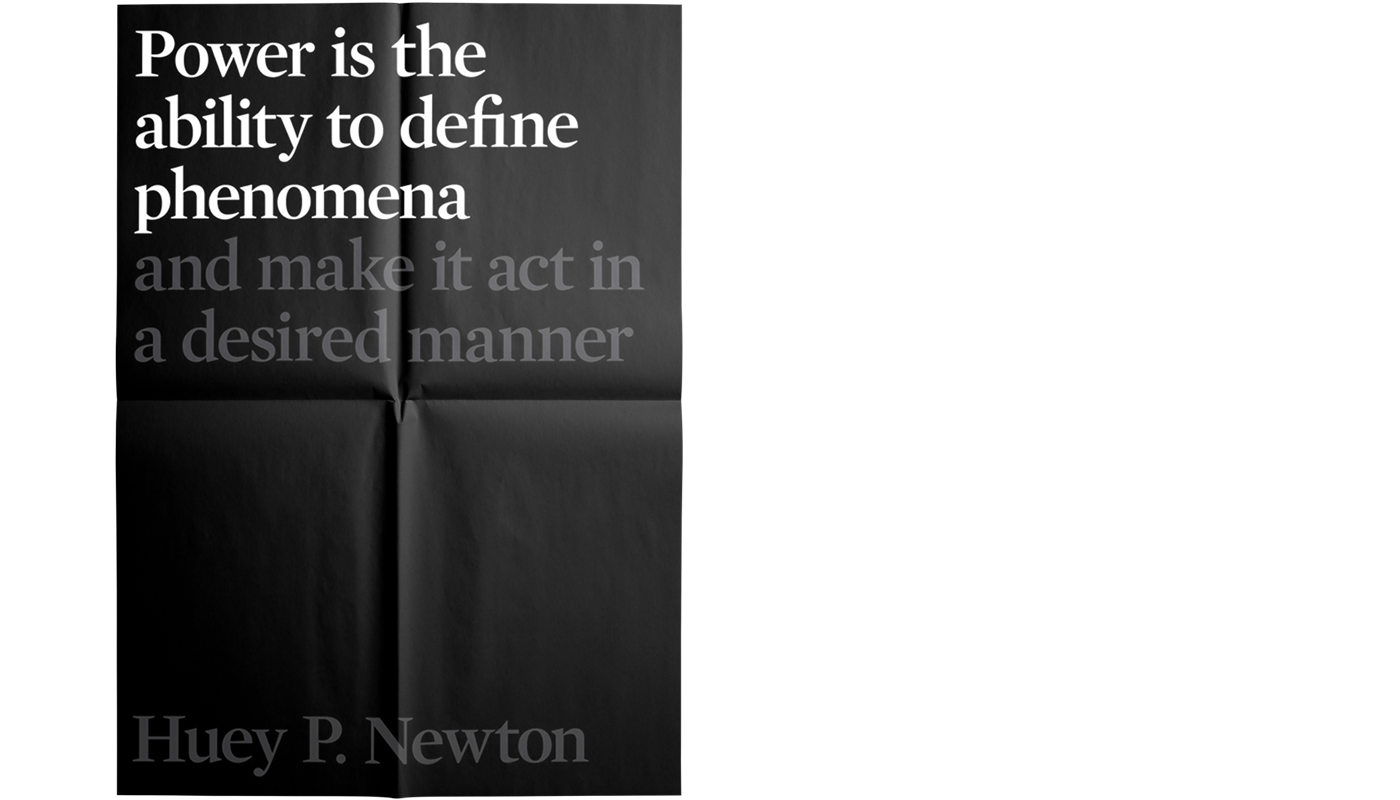 Power is the
ability to define
phenomena
and make it act in
a desired manner
Huey P. Newton